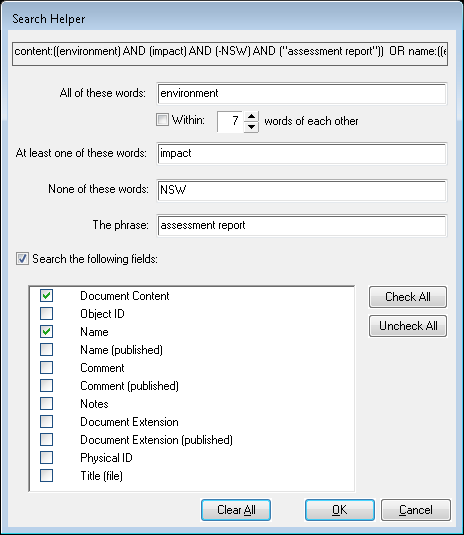 Search Helper
content:((environment) AND (impact) AND (-NSW) AND ("assessment report")) OR name:((e
All of these words: environment
Within: 7 words of each other
At least one of these words: impact
None of these words: NSW
The phrase: assessment report
Search the following fields:
Document Content
Check All
Object ID
Name
Uncheck All
Name (published)
Comment
Comment (published)
Notes
Document Extension
Document Extension (published)
Physical ID
Title (file)
Clear All OK Cancel